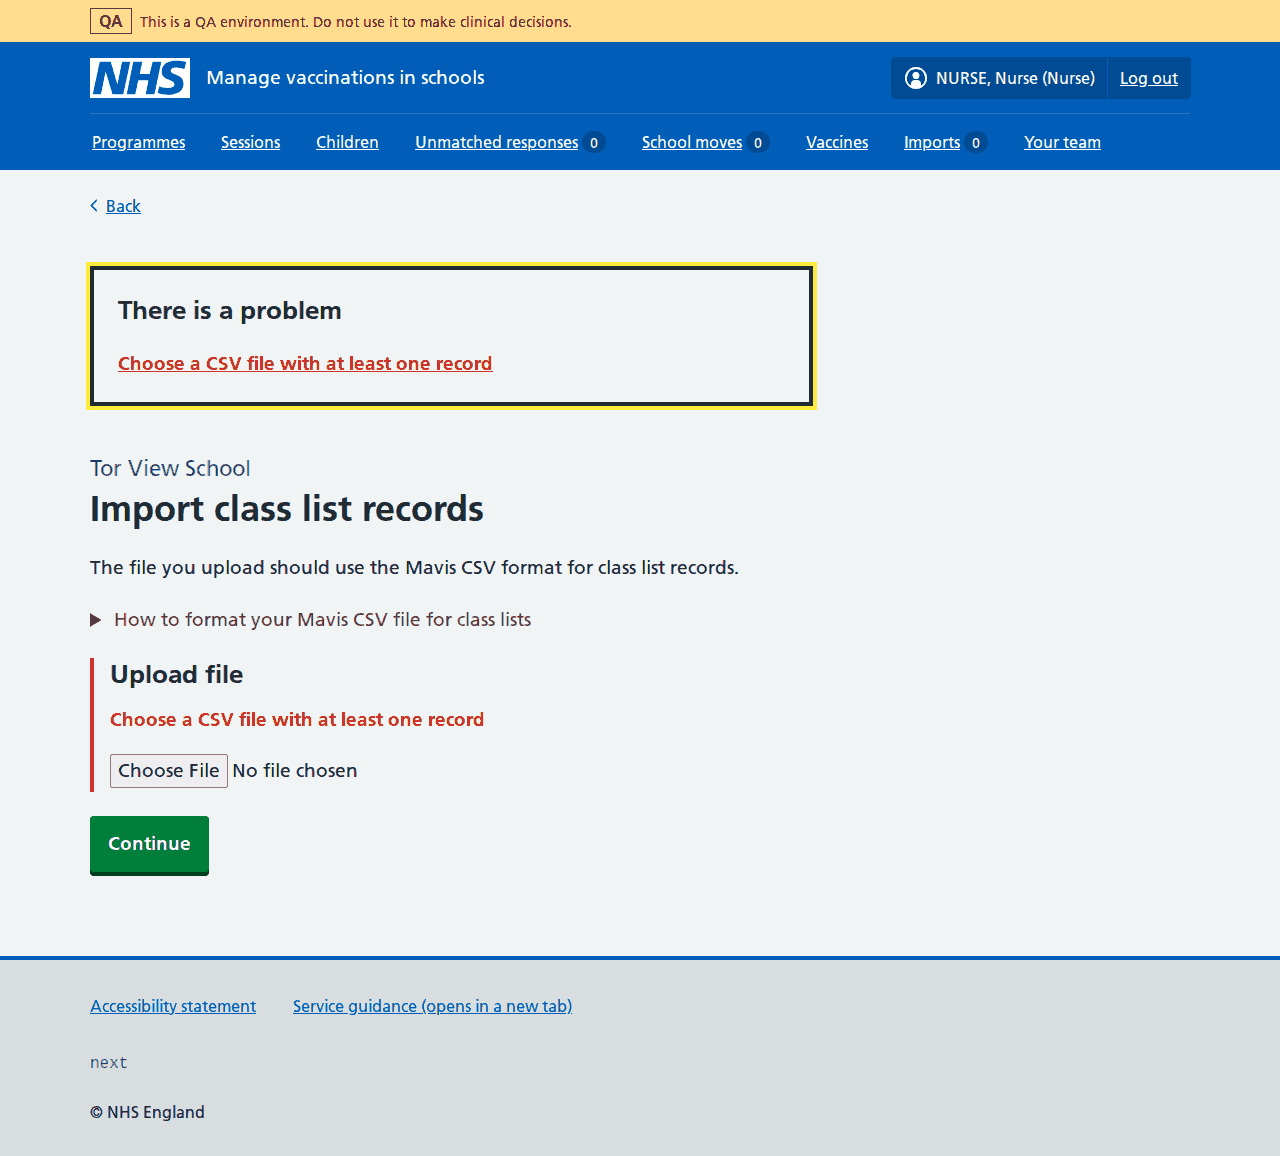 QA This is a QA environment. Do not use it to make clinical decisions.
NHS Manage vaccinations in schools NURSE, Nurse (Nurse) Log out
Programmes Sessions Children Unmatched responses 0 School moves 0 Vaccines Imports 0 Your team
Back
There is a problem
Choose a CSV file with at least one record
Tor View School
Import class list records
The file you upload should use the Mavis CSV format for class list records.
How to format your Mavis CSV file for class lists
Upload file
Choose a CSV file with at least one record
Choose File No file chosen
Continue
Accessibility statement Service guidance (opens in a new tab)
next
© NHS England